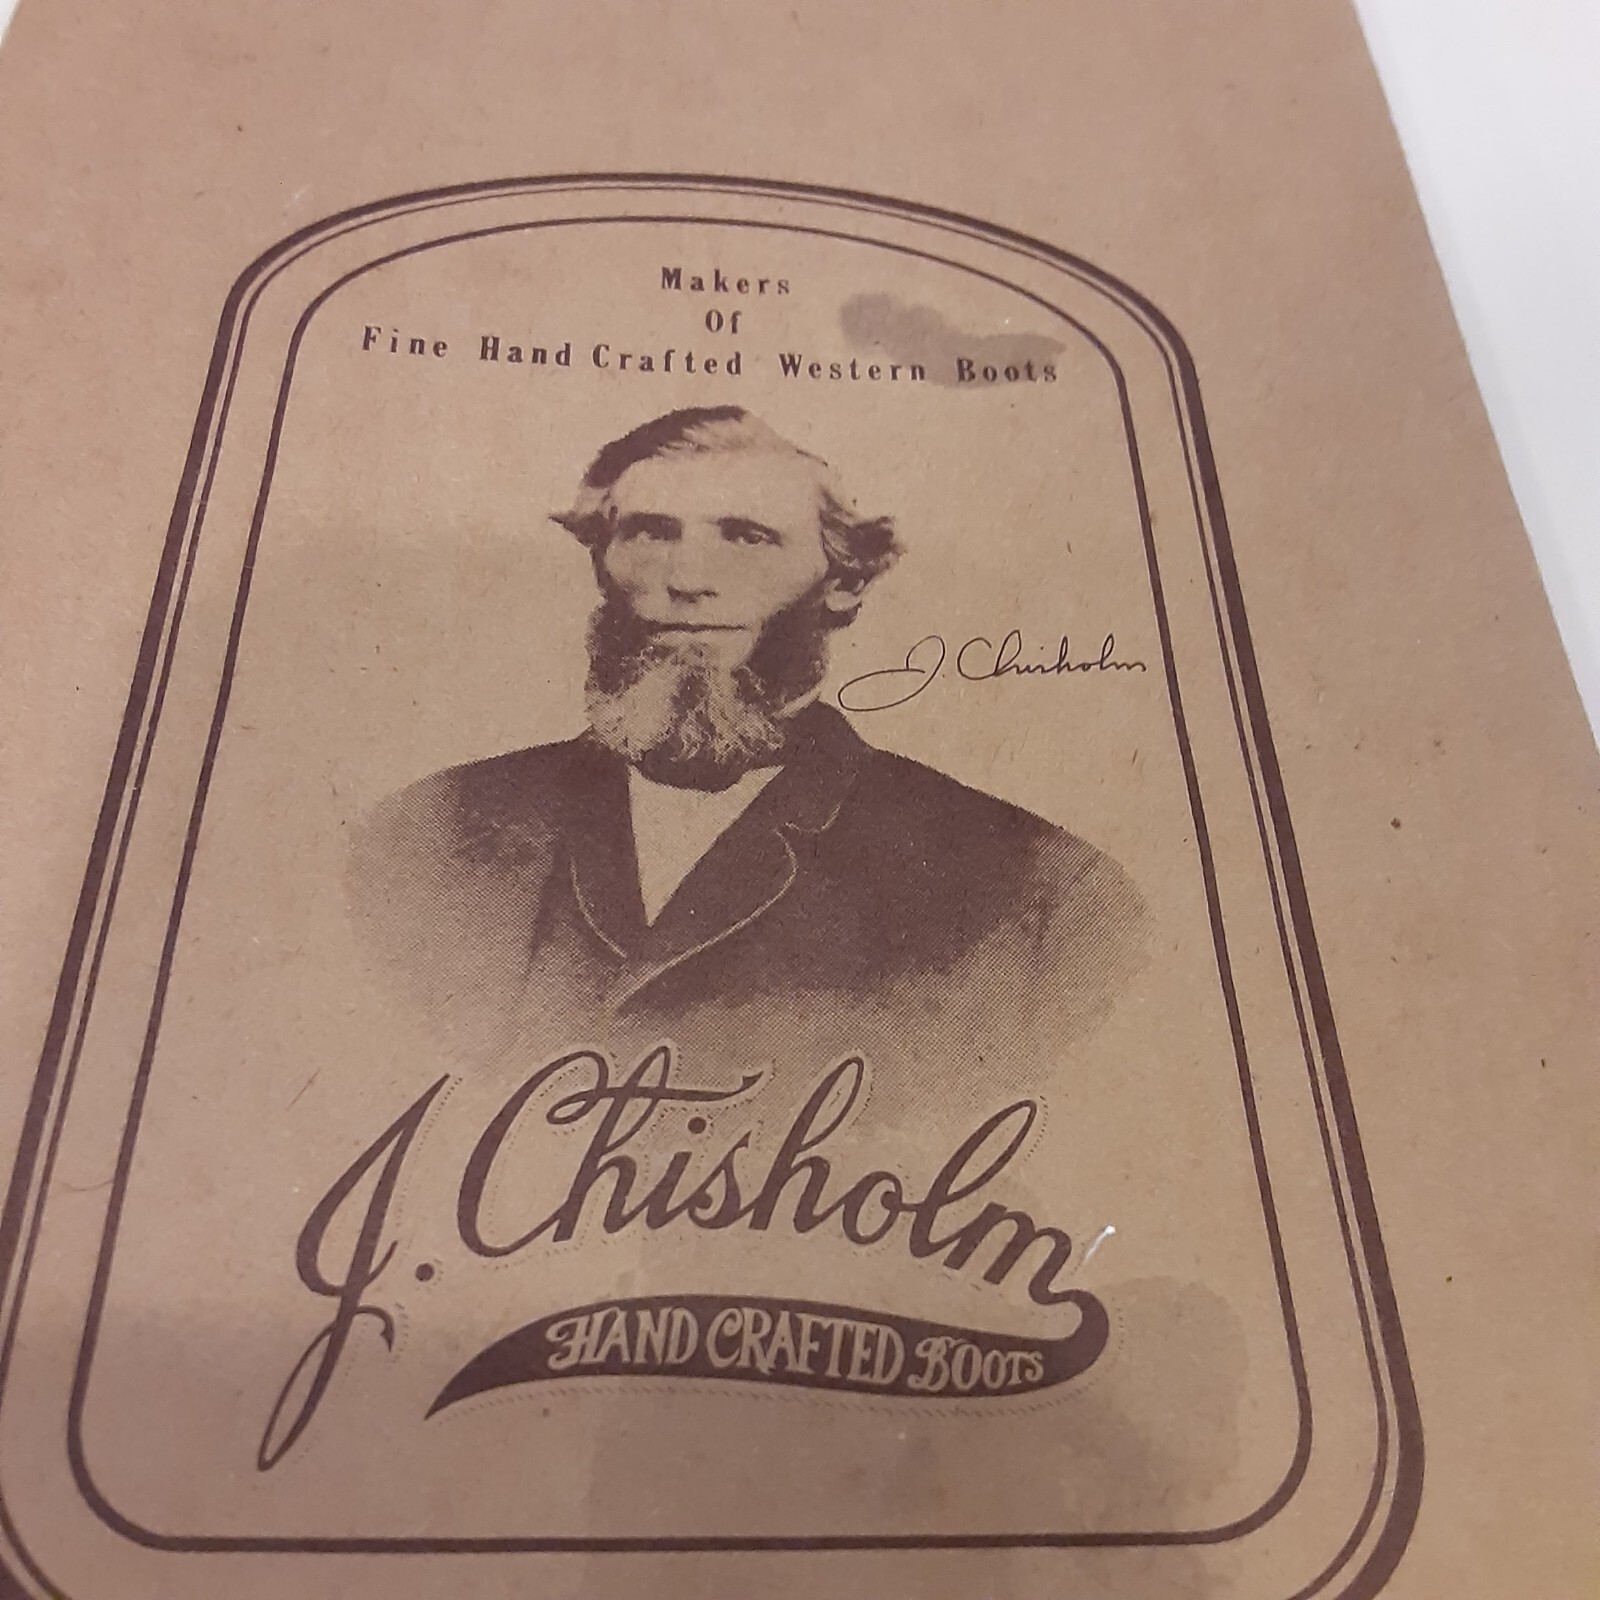 Makers
Of
Fine Hand Crafted Western Boots
J. Chisholm
J. Chisholm
HAND CRAFTED BOOTS